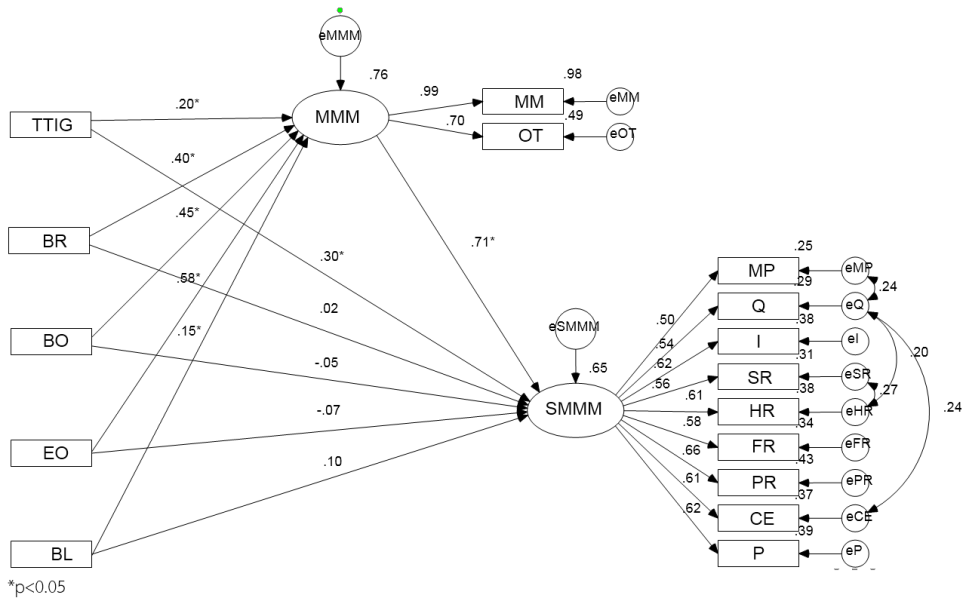 eMMM
.76
.98
.99
MM
eMM
TTIG
.20*
MMM
.49
.70
OT
eOT
.40*
.45*
BR
.71*
.30*
.25
MP
eMP
.58*
.29
.24
.02
Q
eQ
.50
.38
eSMMM
.15*
.54
I
eI
BO
.31
.20
.62
-.05
.65
SR
eSR
.56
.38
.27
.61
-.07
SMMM
HR
eHR
.24
.58
.34
FR
eFR
EO
.66
.43
.10
.61
PR
ePR
.37
.62
CE
eCE
.39
BL
P
eP
*p<0.05